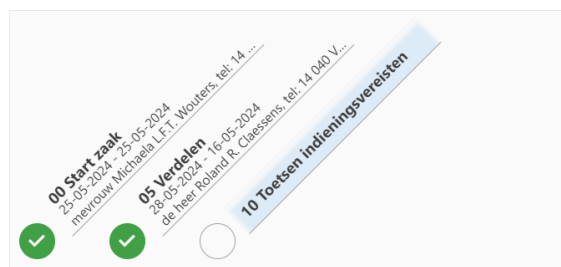 00 Start zaak
25-05-2024 - 25-05-2024
mevrouw Michaela L.F.T. Wouters, tel: 14 ...
05 Verdelen
28-05-2024 - 16-05-2024
de heer Roland R. Claessens, tel: 14 040 V...
10 Toetsen indieningsvereisten